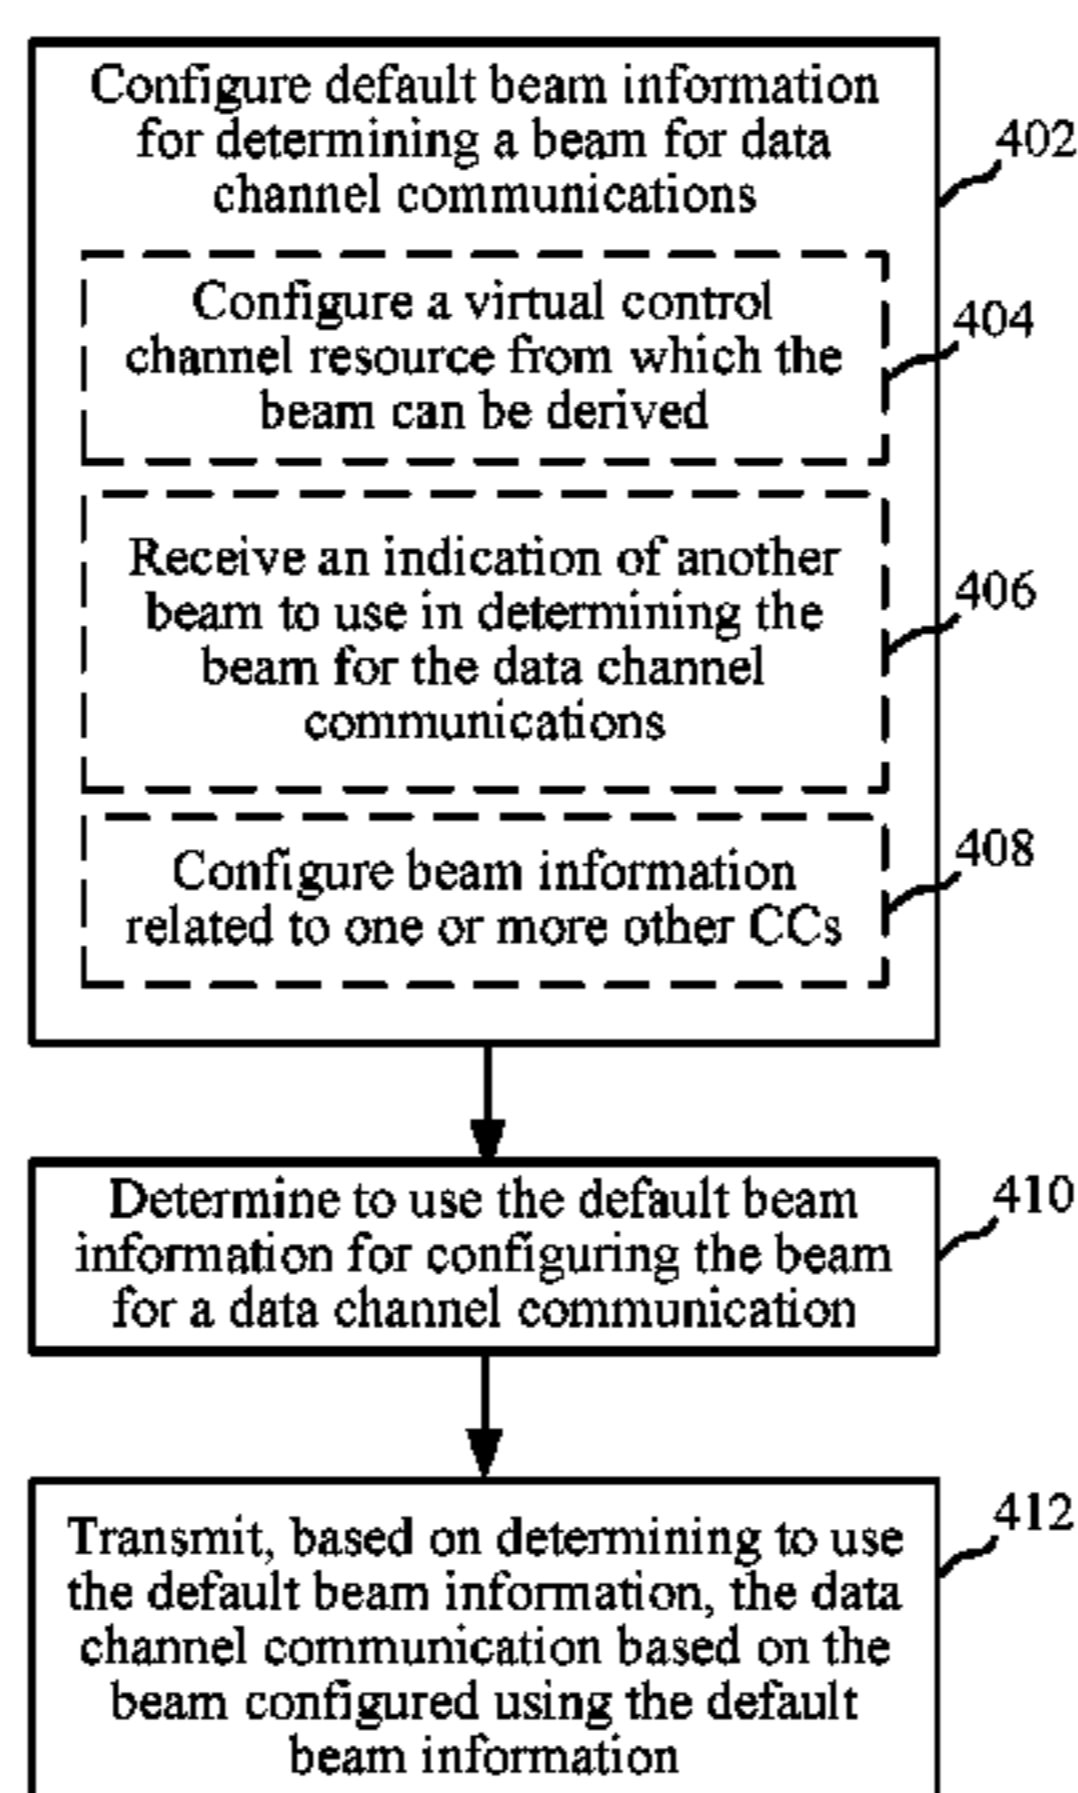 Configure default beam information
for determining a beam for data
channel communications
402
Configure a virtual control
channel resource from which the
beam can be derived
404
Receive an indication of another
beam to use in determining the
beam for the data channel
communications
406
Configure beam information
related to one or more other CCs
408
Determine to use the default beam
information for configuring the beam
for a data channel communication
410
Transmit, based on determining to use
the default beam information, the data
channel communication based on the
beam configured using the default
beam information
412